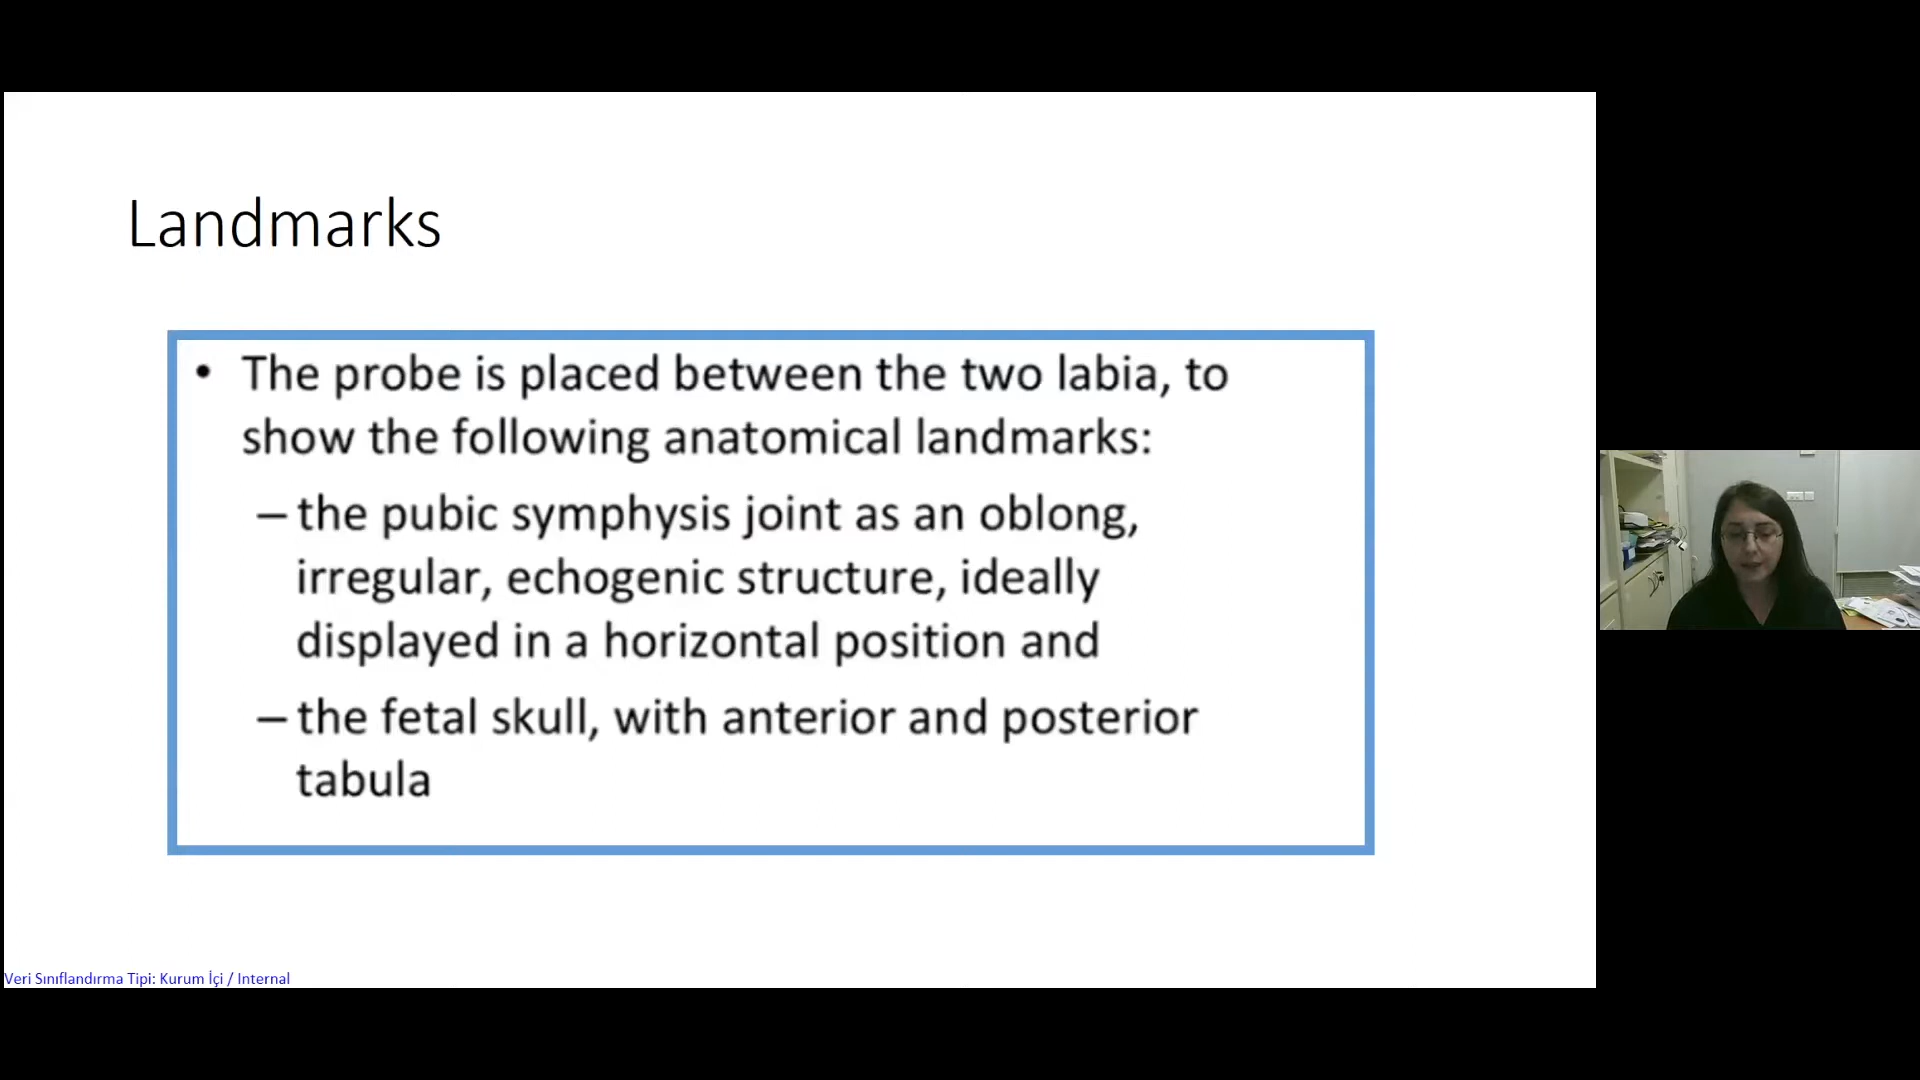 Landmarks
• The probe is placed between the two labia, to
show the following anatomical landmarks:
– the pubic symphysis joint as an oblong,
irregular, echogenic structure, ideally
displayed in a horizontal position and
– the fetal skull, with anterior and posterior
tabula
Veri Sınıflandırma Tipi: Kurum İçi / Internal